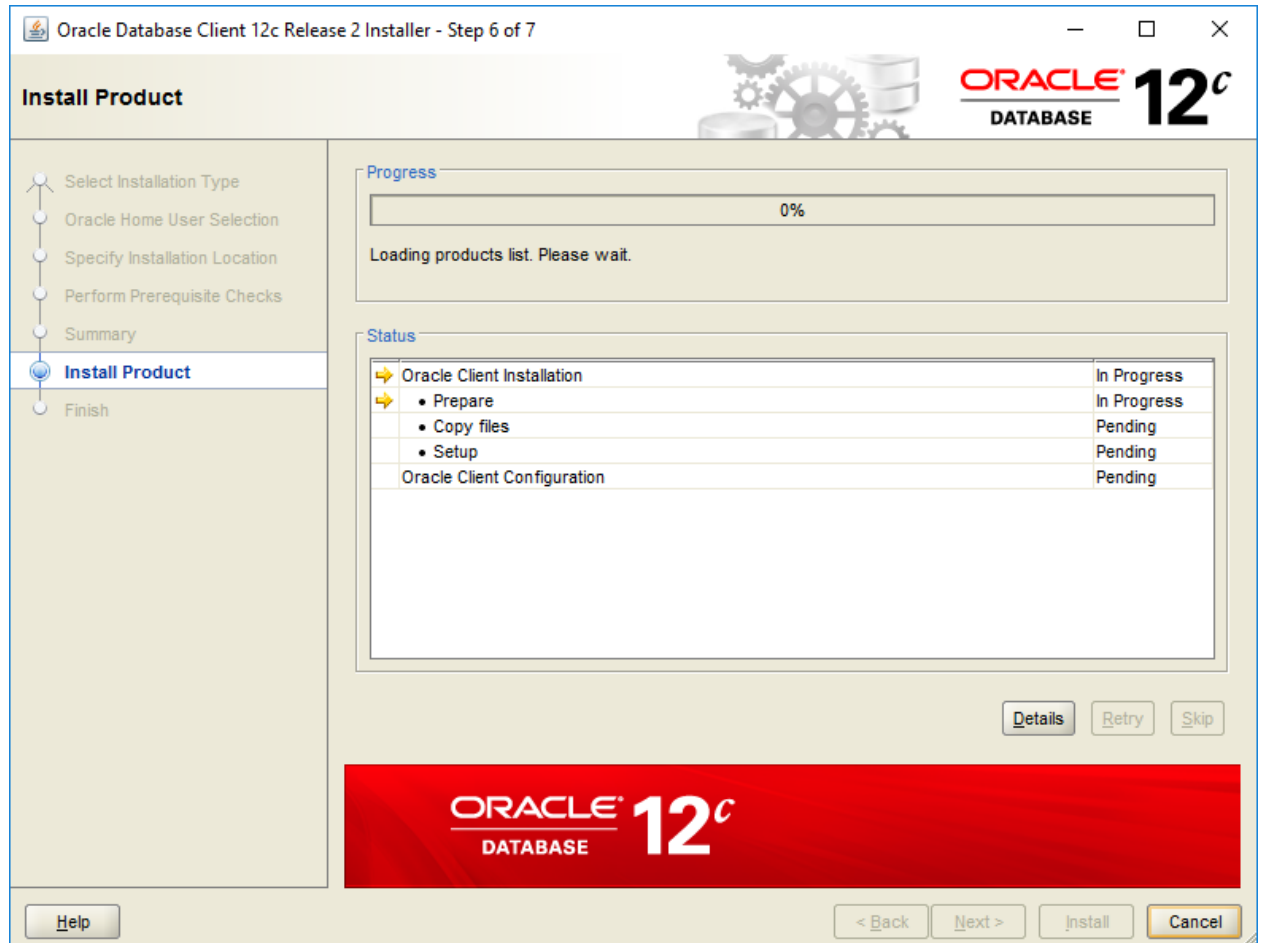 Oracle Database Client 12c Release 2 Installer - Step 6 of 7
Install Product
ORACLE® 12c
DATABASE
Select Installation Type
Oracle Home User Selection
Specify Installation Location
Perform Prerequisite Checks
Summary
Install Product
Finish
Progress
0%
Loading products list. Please wait.
Status
Oracle Client Installation In Progress
• Prepare In Progress
• Copy files Pending
• Setup Pending
Oracle Client Configuration Pending
Details Retry Skip
ORACLE® 12c
DATABASE
Help < Back Next > Install Cancel